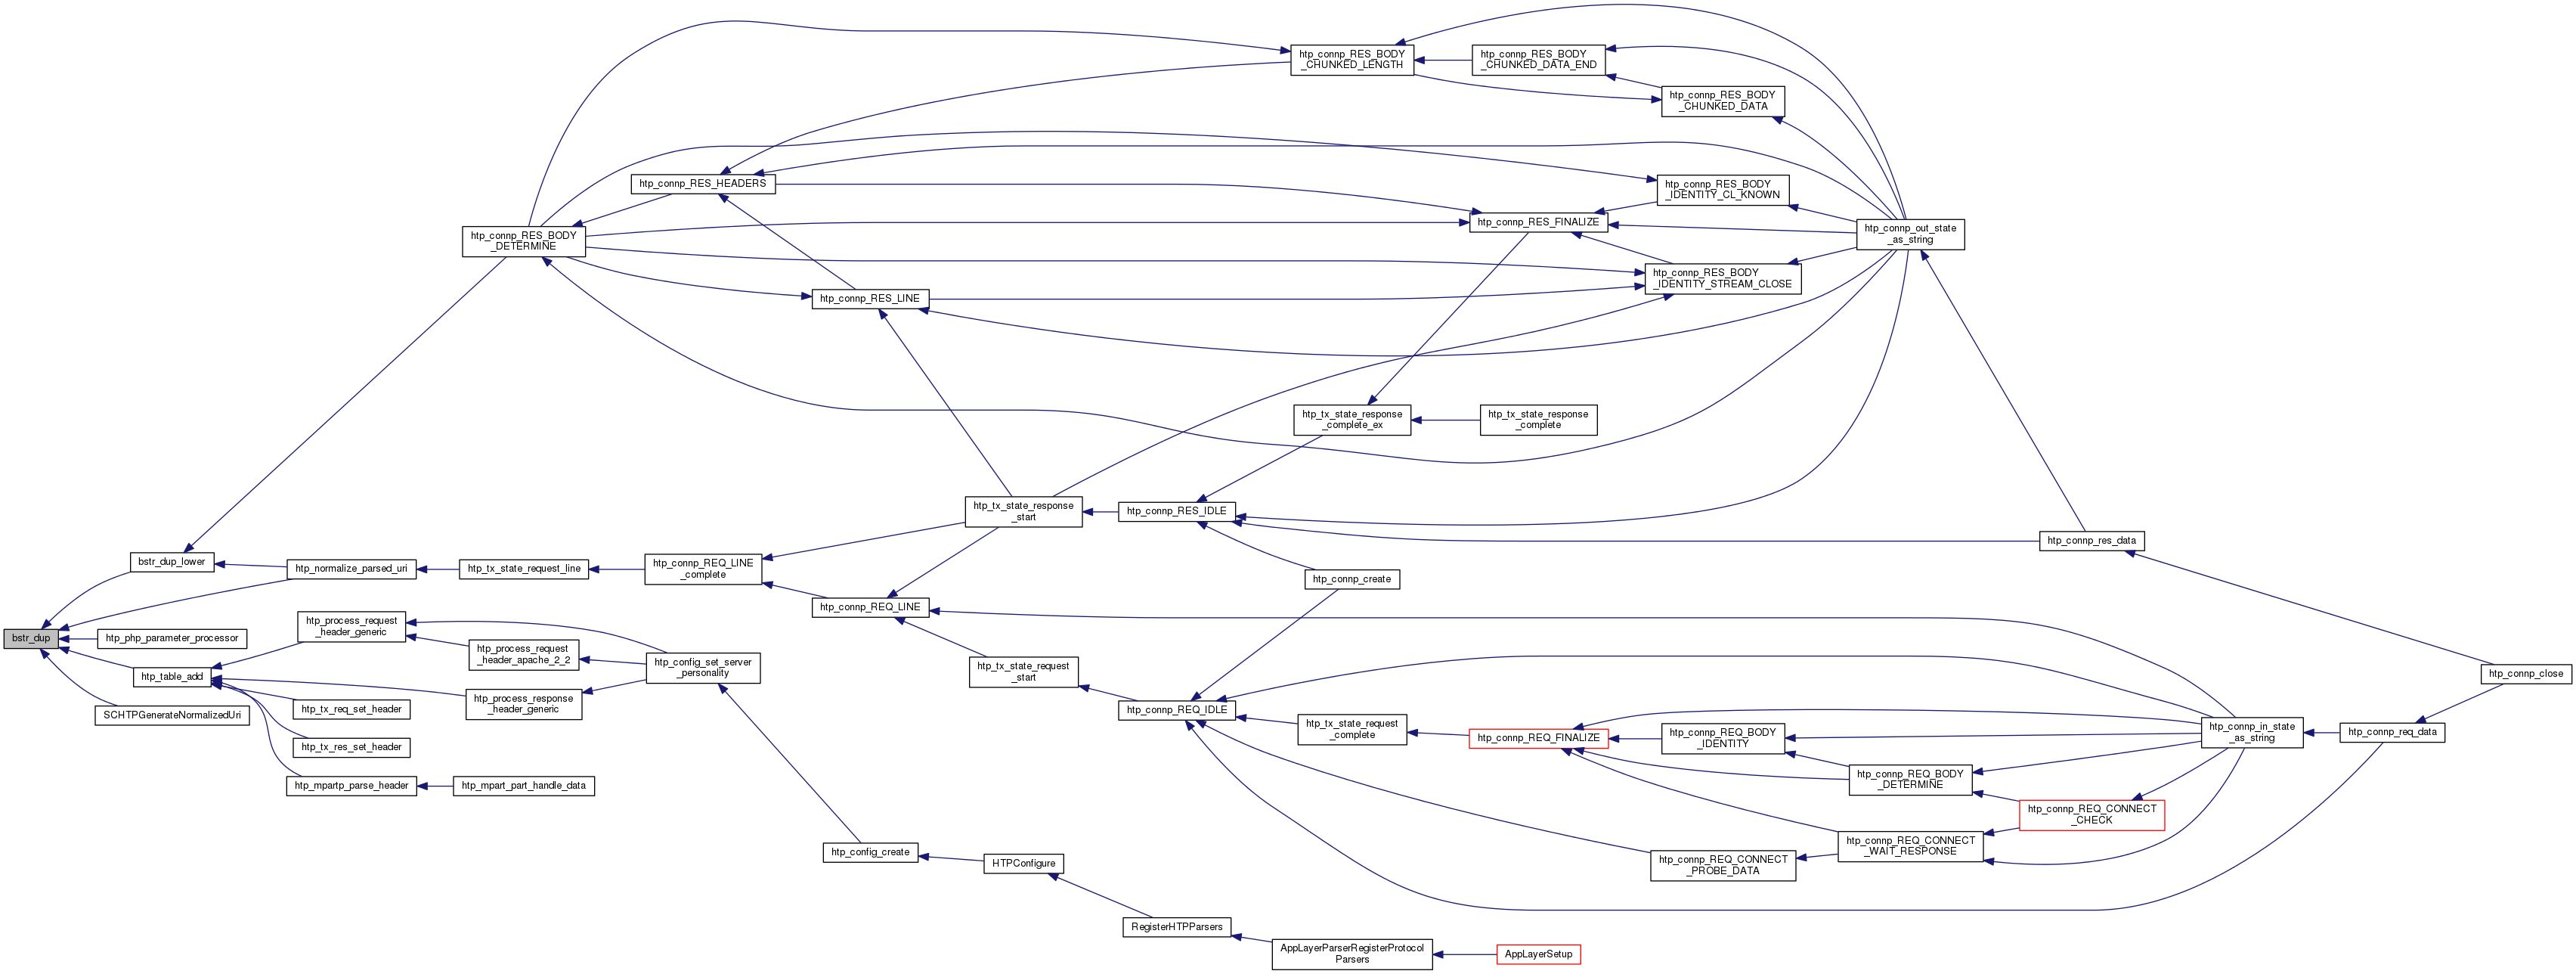 htp_connp_RES_BODY
_CHUNKED_LENGTH
htp_connp_RES_BODY
_CHUNKED_DATA_END
htp_connp_RES_BODY
_CHUNKED_DATA
htp_connp_RES_HEADERS
htp_connp_RES_BODY
_IDENTITY_CL_KNOWN
htp_connp_RES_FINALIZE
htp_connp_RES_BODY
_DETERMINE
htp_connp_out_state
_as_string
htp_connp_RES_BODY
_IDENTITY_STREAM_CLOSE
htp_connp_RES_LINE
htp_tx_state_response
_complete_ex
htp_tx_state_response
_complete
htp_tx_state_response
_start
htp_connp_RES_IDLE
htp_connp_res_data
bstr_dup_lower
htp_normalize_parsed_uri
htp_tx_state_request_line
htp_connp_REQ_LINE
_complete
htp_connp_create
htp_connp_REQ_LINE
bstr_dup
htp_php_parameter_processor
htp_process_request
_header_generic
htp_process_request
_header_apache_2_2
htp_config_set_server
_personality
htp_tx_state_request
_start
htp_connp_close
htp_table_add
htp_process_response
_header_generic
htp_tx_req_set_header
SCHTPGenerateNormalizedUri
htp_connp_REQ_IDLE
htp_tx_state_request
_complete
htp_connp_REQ_FINALIZE
htp_connp_REQ_BODY
_IDENTITY
htp_connp_in_state
_as_string
htp_connp_req_data
htp_tx_res_set_header
htp_mpartp_parse_header
htp_mpart_part_handle_data
htp_connp_REQ_BODY
_DETERMINE
htp_connp_REQ_CONNECT
_CHECK
htp_connp_REQ_CONNECT
_WAIT_RESPONSE
htp_connp_REQ_CONNECT
_PROBE_DATA
htp_config_create
HTPConfigure
RegisterHTPParsers
AppLayerParserRegisterProtocol
Parsers
AppLayerSetup